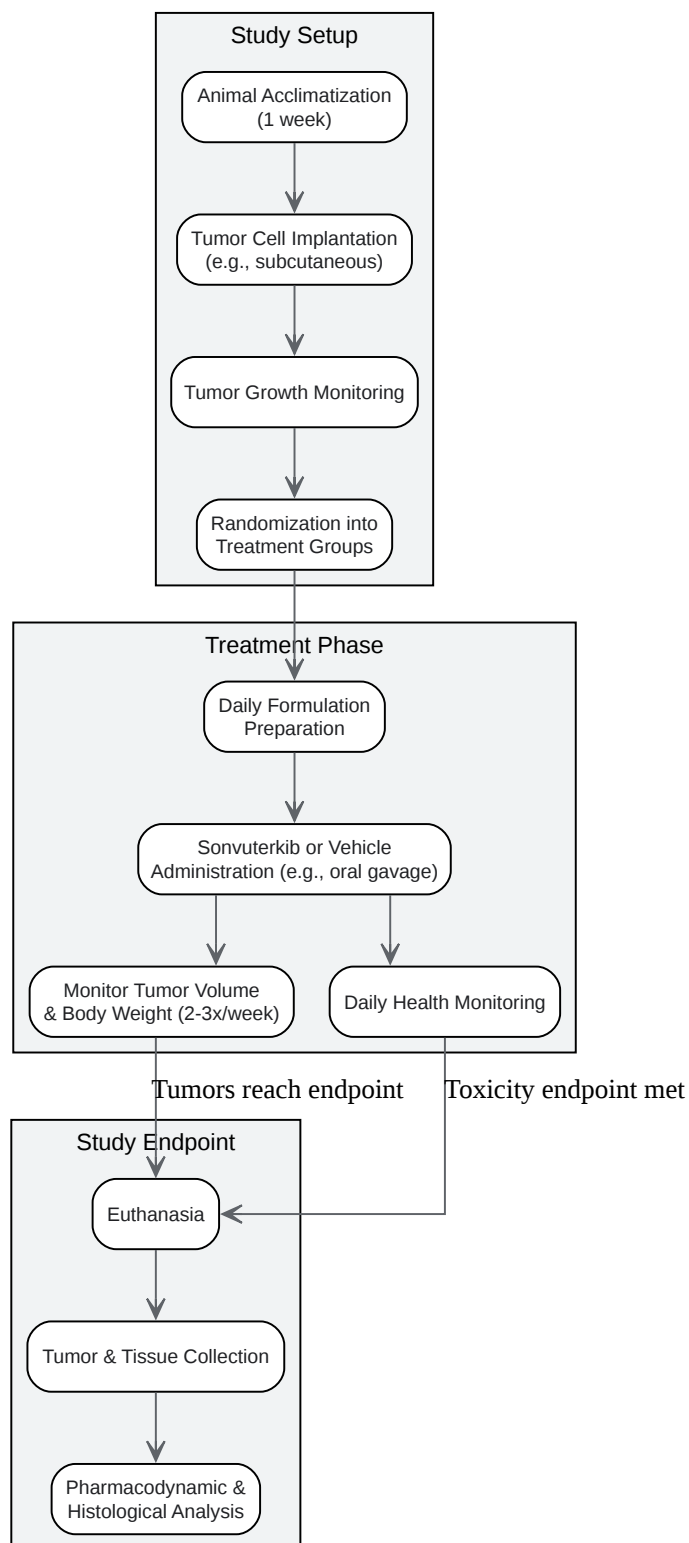 Study Setup
Animal Acclimatization
(1 week)
Tumor Cell Implantation
(e.g., subcutaneous)
Tumor Growth Monitoring
Randomization into
Treatment Groups
Treatment Phase
Daily Formulation
Preparation
Sonvuterkib or Vehicle
Administration (e.g., oral gavage)
Monitor Tumor Volume
& Body Weight (2-3x/week)
Daily Health Monitoring
Tumors reach endpoint
Toxicity endpoint met
Study Endpoint
Euthanasia
Tumor & Tissue Collection
Pharmacodynamic &
Histological Analysis